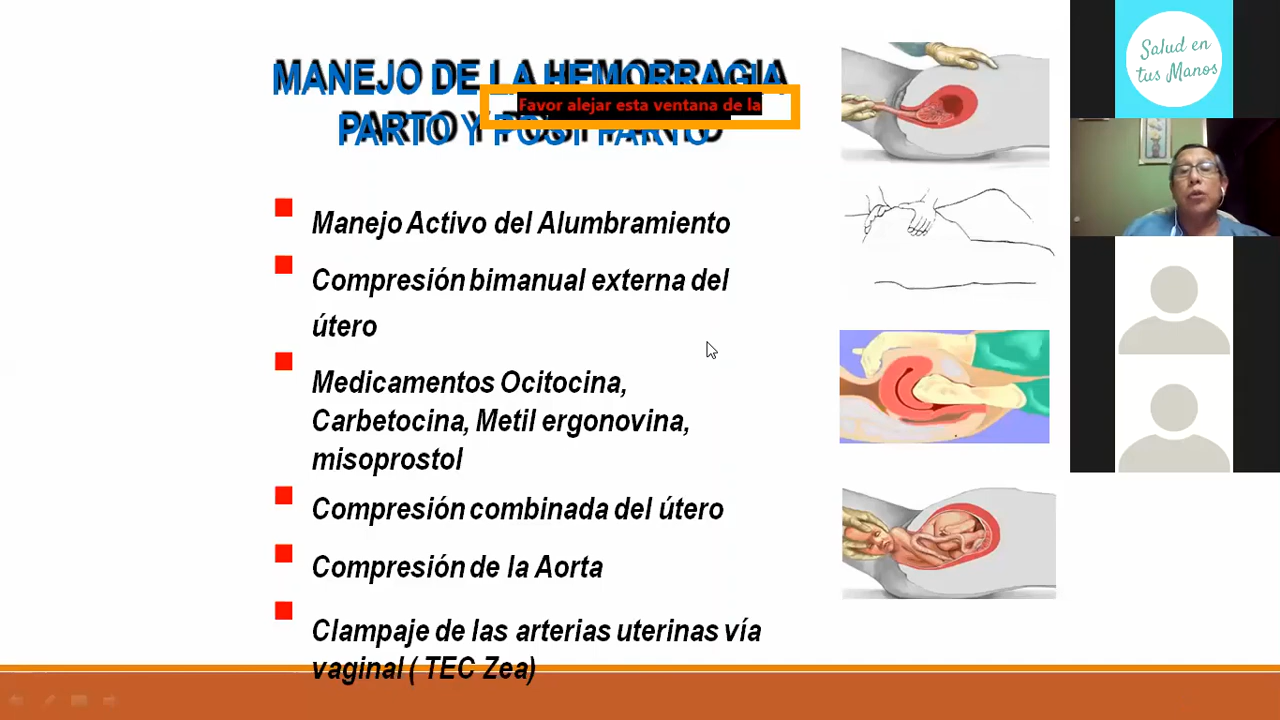 MANEJO DE LA HEMORRAGIA
Favor alejar esta ventana de la
PARTO Y POST PARTO
Manejo Activo del Alumbramiento
Compresión bimanual externa del
útero
Medicamentos Ocitocina,
Carbetocina, Metil ergonovina,
misoprostol
Compresión combinada del útero
Compresión de la Aorta
Clampaje de las arterias uterinas vía
vaginal ( TEC Zea)
Salud en
tus Manos